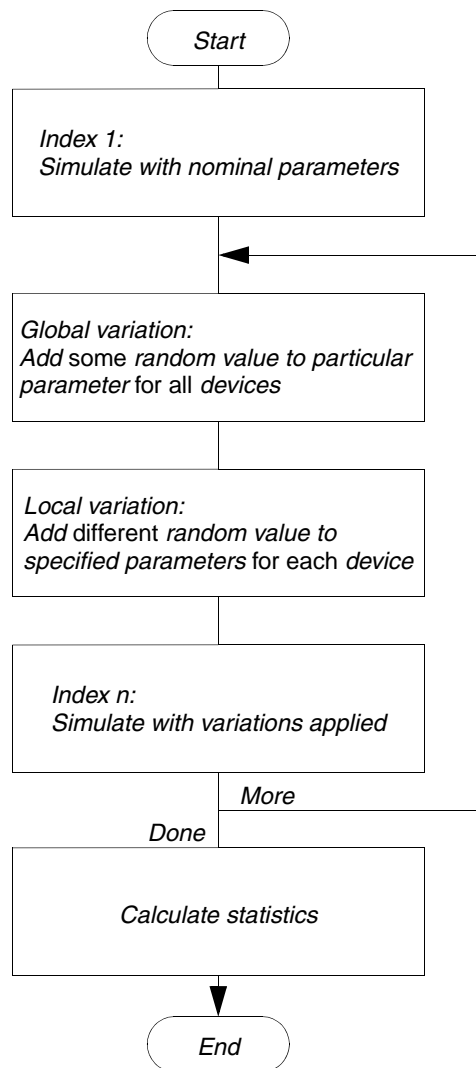 Start
Index 1:
Simulate with nominal parameters
Global variation:
Add some random value to particular
parameter for all devices
Local variation:
Add different random value to
specified parameters for each device
Index n:
Simulate with variations applied
More
Done
Calculate statistics
End